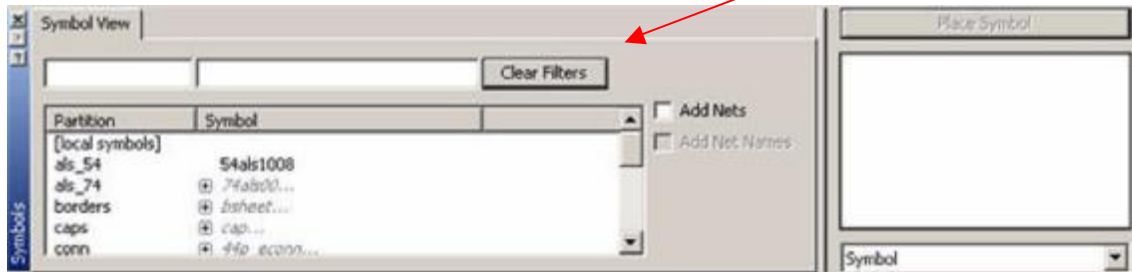 Symbol View
Place Symbol
Clear Filters
Partition Symbol
Add Nets
[local symbols]
Add Net Names
als_54 54als1008
als_74 74als00...
borders bsheet...
caps cap...
conn 44p_econn...
Symbols
Symbol